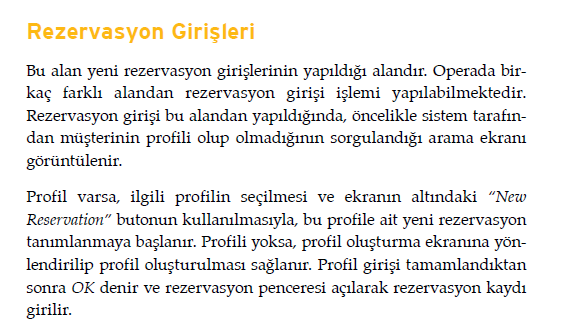 Rezervasyon Girişleri
Bu alan yeni rezervasyon girişlerinin yapıldığı alandır. Operada bir-
kaç farklı alandan rezervasyon girişi işlemi yapılabilmektedir.
Rezervasyon girişi bu alandan yapıldığında, öncelikle sistem tarafın-
dan müşterinin profili olup olmadığının sorgulandığı arama ekranı
görüntülenir.
Profil varsa, ilgili profilin seçilmesi ve ekranın altındaki “New
Reservation” butonun kullanılmasıyla, bu profile ait yeni rezervasyon
tanımlanmaya başlanır. Profili yoksa, profil oluşturma ekranına yön-
lendirilip profil oluşturulması sağlanır. Profil girişi tamamlandıktan
sonra OK denir ve rezervasyon penceresi açılarak rezervasyon kaydı
girilir.